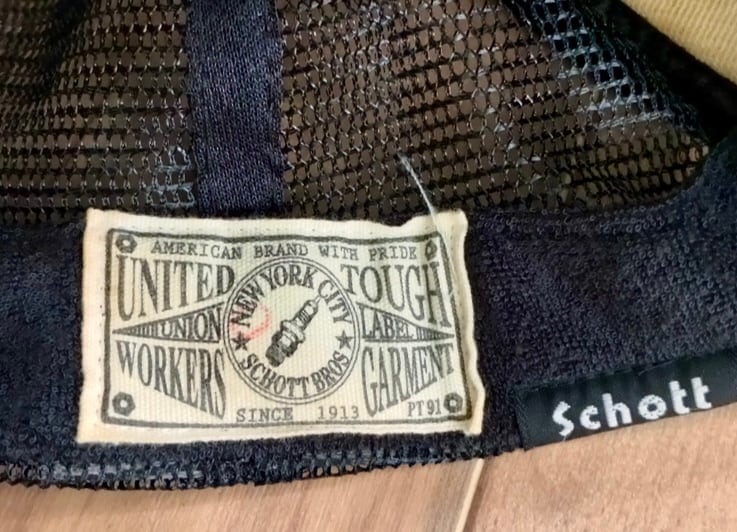 AMERICAN BRAND WITH PRIDE
UNITED TOUGH
NEW YORK CITY
UNION LABEL
WORKERS GARMENT
SCHOTT BROS
SINCE 1913 PT91
Schott